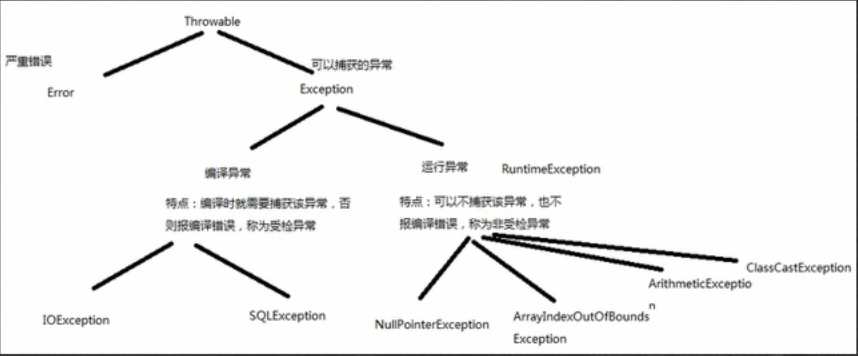 Throwable
严重错误
可以捕获的异常
Error
Exception
编译异常
运行异常 RuntimeException
特点：编译时就需要捕获该异常，否
则报编译错误，称为受检异常
特点：可以不捕获该异常，也不
报编译错误，称为非受检异常
IOException
SQLException
NullPointerException
ArrayIndexOutOfBounds
Exception
ArithmeticExceptio
n
ClassCastException